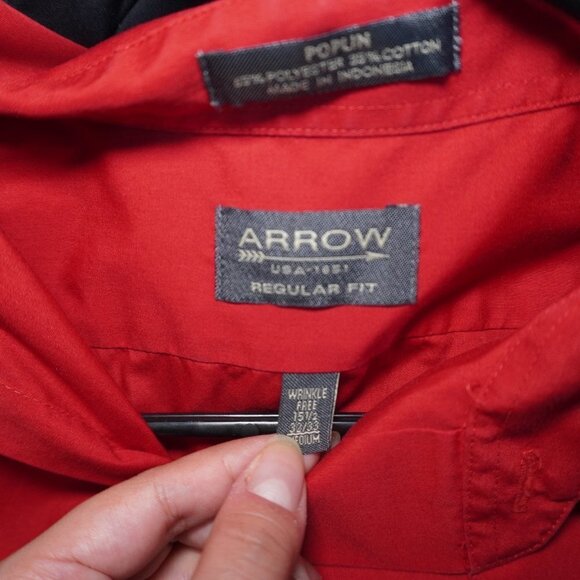 POPLIN
65% POLYESTER 35% COTTON
MADE IN INDONESIA
ARROW
USA-1851
REGULAR FIT
WRINKLE
FREE
15 1/2
32/33
MEDIUM